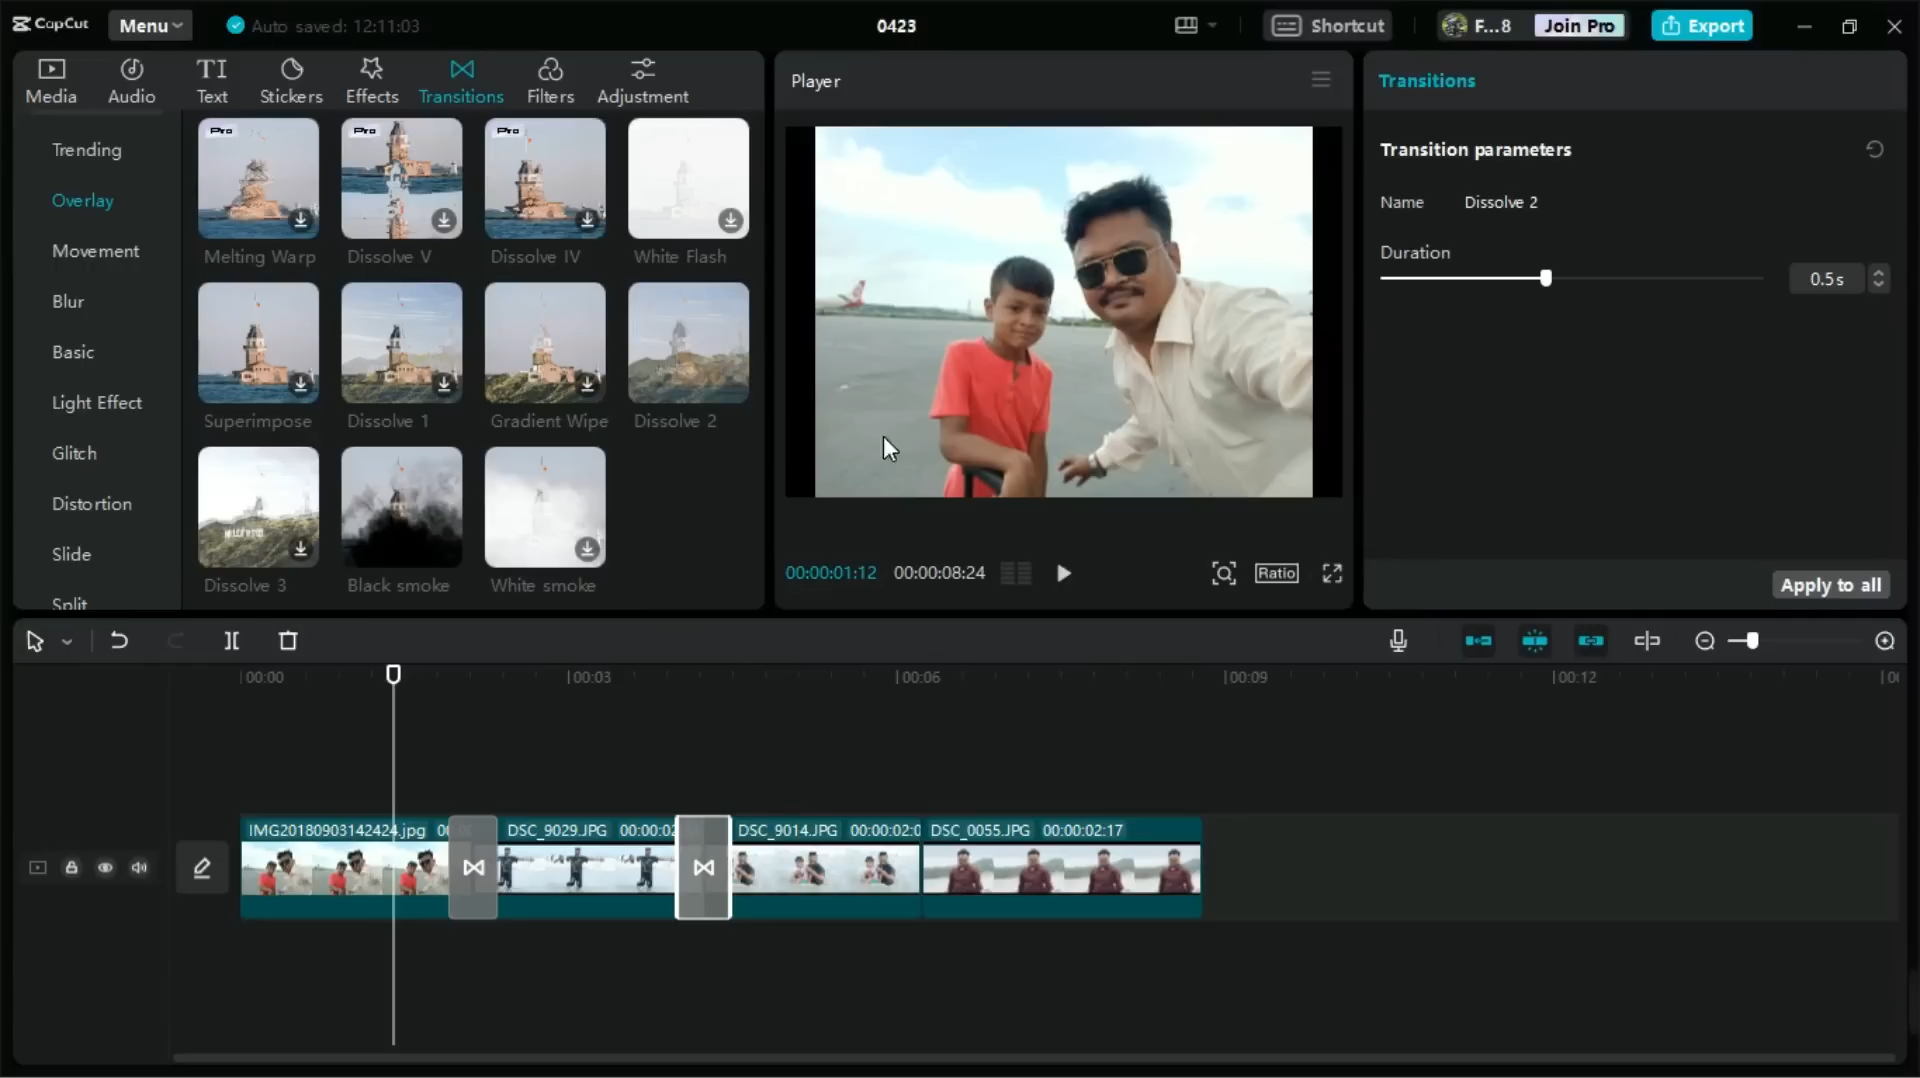 CapCut
Menu
Auto saved: 12:11:03
0423
Shortcut
F...8
Join Pro
Export
Media
Audio
TI
Text
Stickers
Effects
Transitions
Filters
Adjustment
Trending
Overlay
Movement
Blur
Basic
Light Effect
Glitch
Distortion
Slide
Split
Pro
Pro
Pro
Melting Warp
Dissolve V
Dissolve IV
White Flash
Superimpose
Dissolve 1
Gradient Wipe
Dissolve 2
Dissolve 3
Black smoke
White smoke
Player
00:00:01:12
00:00:08:24
Ratio
Transitions
Transition parameters
Name
Dissolve 2
Duration
0.5s
Apply to all
00:00
00:03
00:06
00:09
00:12
IMG20180903142424.jpg
DSC_9029.JPG 00:00:02
DSC_9014.JPG 00:00:02:0
DSC_0055.JPG 00:00:02:17